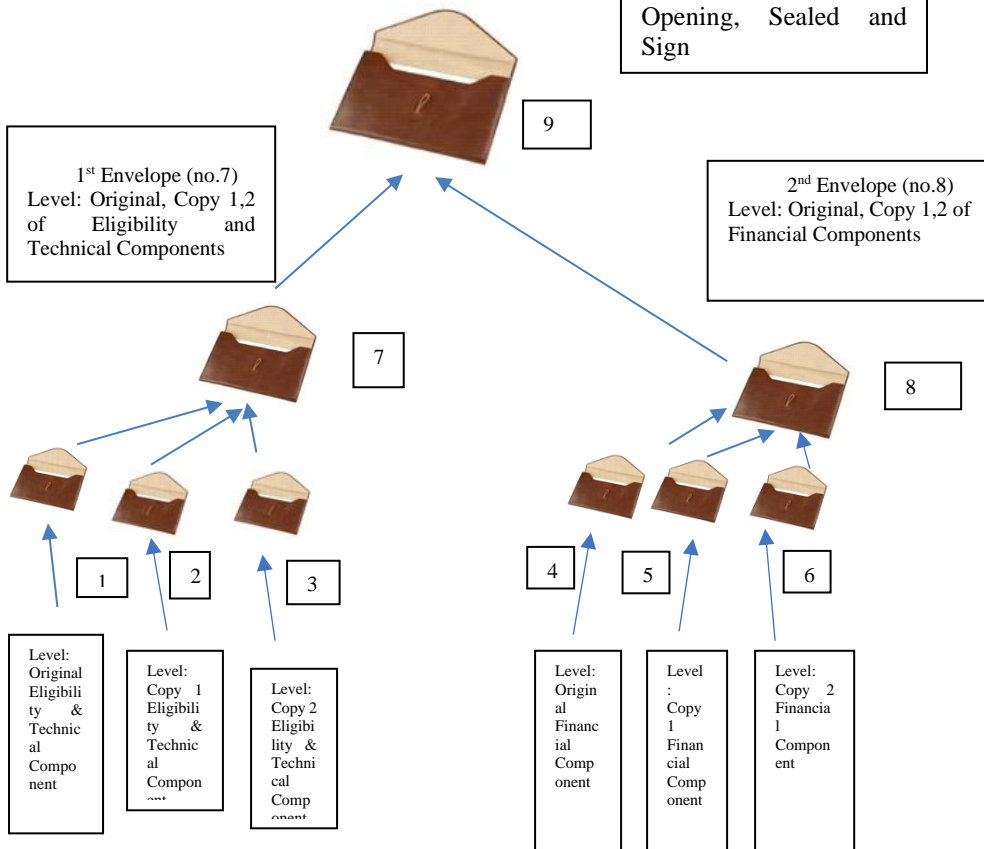 Opening, Sealed and
Sign
9
1st Envelope (no.7)
Level: Original, Copy 1,2
of Eligibility and
Technical Components
2nd Envelope (no.8)
Level: Original, Copy 1,2 of
Financial Components
7
8
1
2
3
4
5
6
Level:
Original
Eligibili
ty &
Technic
al
Compo
nent
Level:
Copy 1
Eligibili
ty &
Technic
al
Compon
ent
Level:
Copy 2
Eligibi
lity &
Techni
cal
Comp
onent
Level:
Origin
al
Financ
ial
Comp
onent
Level
:
Copy
1
Finan
cial
Comp
onent
Level:
Copy 2
Financia
l
Compon
ent